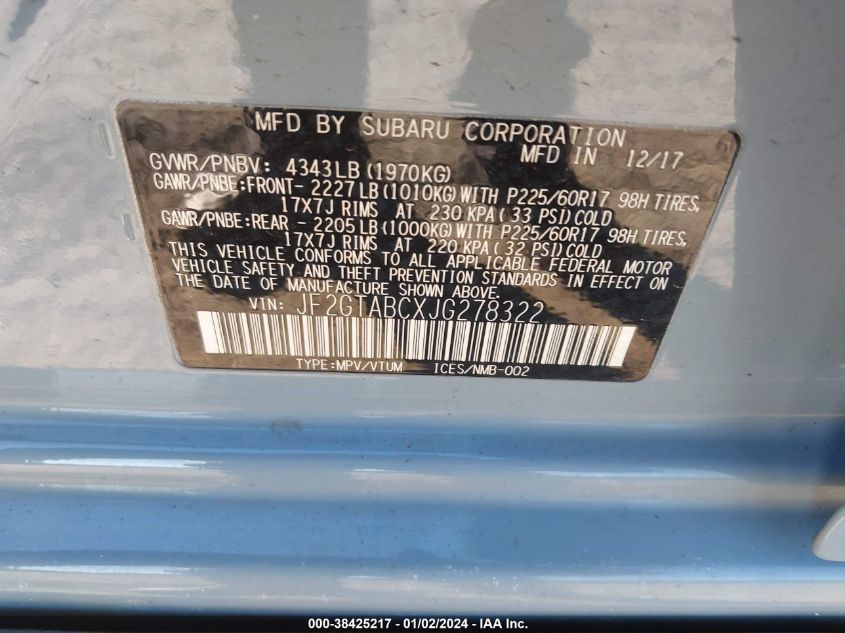 MFD BY SUBARU CORPORATION
MFD IN 12/17
GVWR/PNBV: 4343LB (1970KG)
GAWR/PNBE:FRONT- 2227LB(1010KG)WITH P225/60R17 98H TIRES,
17X7J RIMS AT 230 KPA(33 PSI)COLD
GAWR/PNBE:REAR - 2205LB(1000KG)WITH P225/60R17 98H TIRES,
17X7J RIMS AT 220 KPA(32 PSI)COLD
THIS VEHICLE CONFORMS TO ALL APPLICABLE FEDERAL MOTOR
VEHICLE SAFETY AND THEFT PREVENTION STANDARDS IN EFFECT ON
THE DATE OF MANUFACTURE SHOWN ABOVE.
VIN: JF2GTABCXJG278322
TYPE:MPV/VTUM ICES/NMB-002
000-38425217 - 01/02/2024 - IAA Inc.